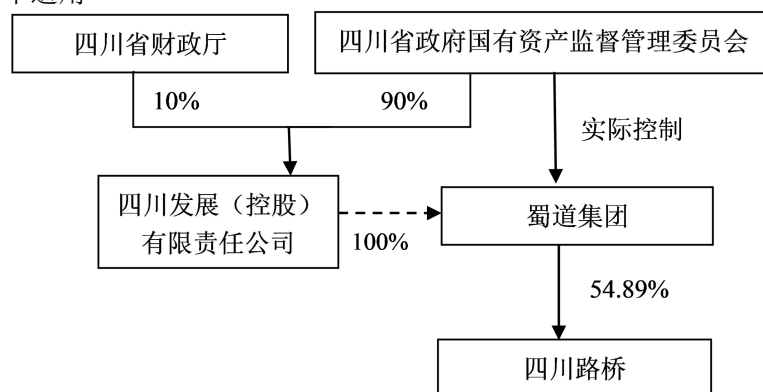 四川省财政厅
四川省政府国有资产监督管理委员会
10%
90%
实际控制
四川发展（控股）
有限责任公司
100%
蜀道集团
54.89%
四川路桥